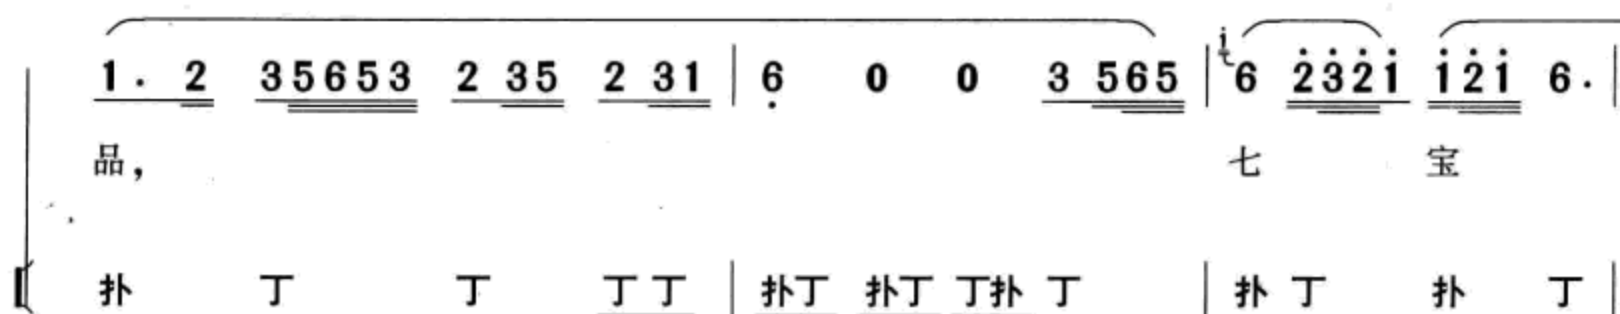 1. 2 35653 2 35 2 31 | 6 0 0 3 565 | i 6 2321 121 6. |
品， 七 宝
扑 丁 丁 丁丁 | 扑丁 扑丁 丁扑 丁 | 扑丁 扑 丁 |